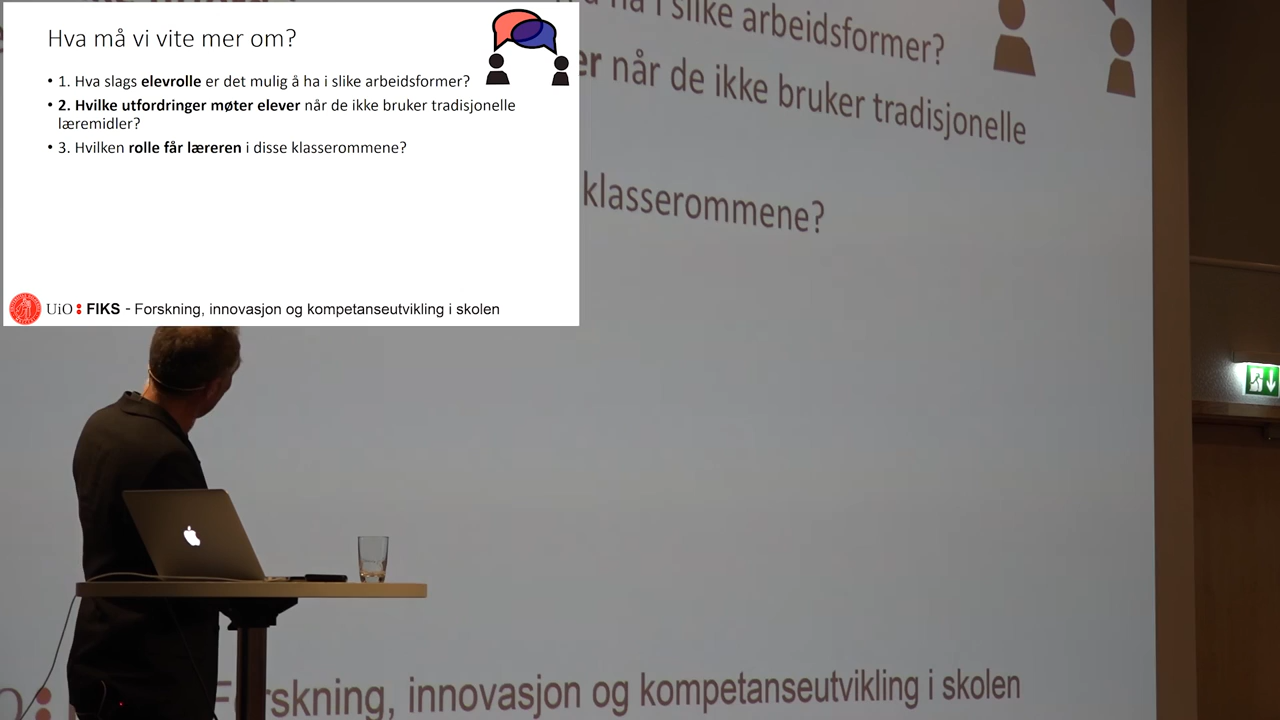 Hva må vi vite mer om?
• 1. Hva slags elevrolle er det mulig å ha i slike arbeidsformer?
• 2. Hvilke utfordringer møter elever når de ikke bruker tradisjonelle
læremidler?
• 3. Hvilken rolle får læreren i disse klasserommene?
UiO: FIKS - Forskning, innovasjon og kompetanseutvikling i skolen
ha i slike arbeidsformer?
er når de ikke bruker tradisjonelle
klasserommene?
Forskning, innovasjon og kompetanseutvikling i skolen